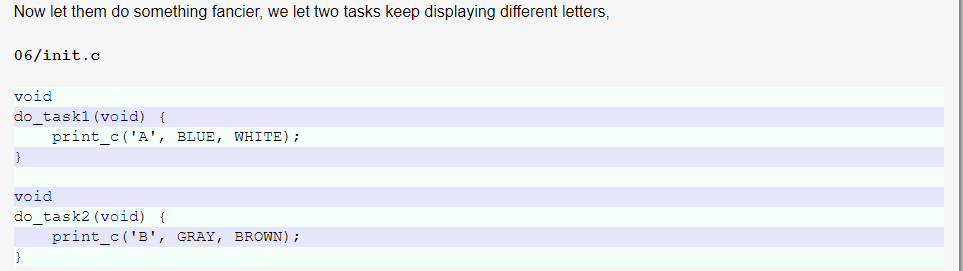 Now let them do something fancier, we let two tasks keep displaying different letters,
06/init.c
void
do_task1(void) {
    print_c('A', BLUE, WHITE);
}
void
do_task2(void) {
    print_c('B', GRAY, BROWN);
}